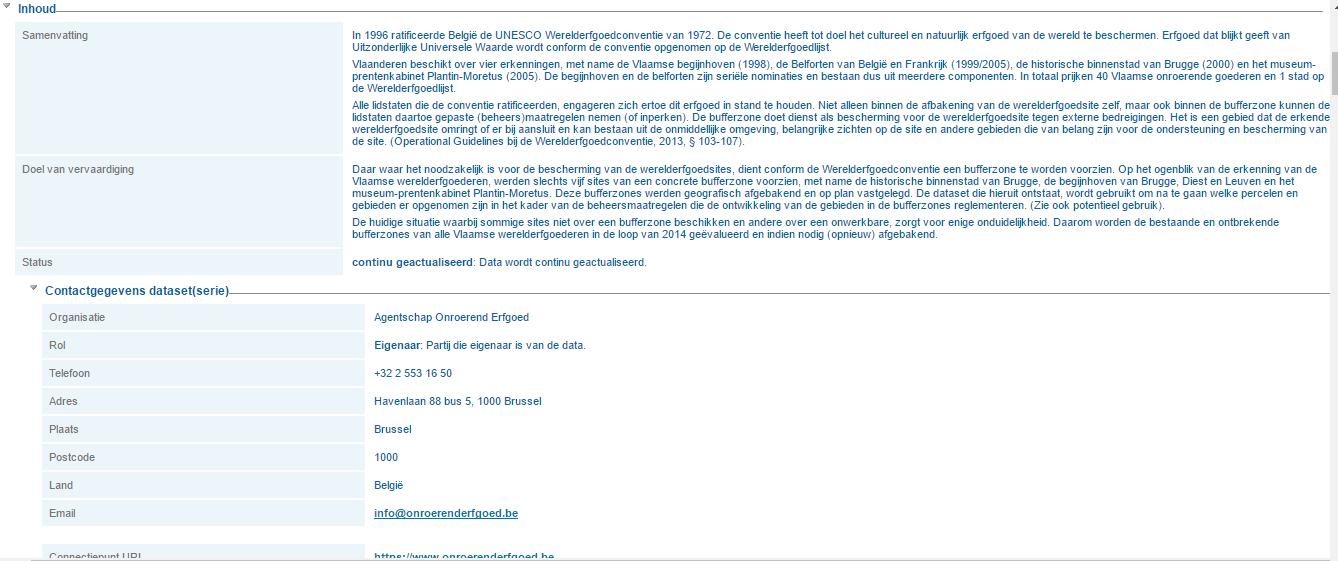 Inhoud
Samenvatting
In 1996 ratificeerde België de UNESCO Werelderfgoedconventie van 1972. De conventie heeft tot doel het cultureel en natuurlijk erfgoed van de wereld te beschermen. Erfgoed dat blijkt geeft van
Uitzonderlijke Universele Waarde wordt conform de conventie opgenomen op de Werelderfgoedlijst.
Vlaanderen beschikt over vier erkenningen, met name de Vlaamse begijnhoven (1998), de Belforten van België en Frankrijk (1999/2005), de historische binnenstad van Brugge (2000) en het museum-
prentenkabinet Plantin-Moretus (2005). De begijnhoven en de belforten zijn seriële nominaties en bestaan dus uit meerdere componenten. In totaal prijken 40 Vlaamse onroerende goederen en 1 stad op
de Werelderfgoedlijst.
Alle lidstaten die de conventie ratificeerden, engageren zich ertoe dit erfgoed in stand te houden. Niet alleen binnen de afbakening van de werelderfgoedsite zelf, maar ook binnen de bufferzone kunnen de
lidstaten daartoe gepaste (beheers)maatregelen nemen (of inperken). De bufferzone doet dienst als bescherming voor de werelderfgoedsite tegen externe bedreigingen. Het is een gebied dat de erkende
werelderfgoedsite omringt of er bij aansluit en kan bestaan uit de onmiddellijke omgeving, belangrijke zichten op de site en andere gebieden die van belang zijn voor de ondersteuning en bescherming van
de site. (Operational Guidelines bij de Werelderfgoedconventie, 2013, § 103-107).
Doel van vervaardiging
Daar waar het noodzakelijk is voor de bescherming van de werelderfgoedsites, dient conform de Werelderfgoedconventie een bufferzone te worden voorzien. Op het ogenblik van de erkenning van de
Vlaamse werelderfgoederen, werden slechts vijf sites van een concrete bufferzone voorzien, met name de historische binnenstad van Brugge, de begijnhoven van Brugge, Diest en Leuven en het
museum-prentenkabinet Plantin-Moretus. Deze bufferzones werden geografisch afgebakend en op plan vastgelegd. De dataset die hieruit ontstaat, wordt gebruikt om na te gaan welke percelen en
gebieden er opgenomen zijn in het kader van de beheersmaatregelen die de ontwikkeling van de gebieden in de bufferzones reglementeren. (Zie ook potentieel gebruik).
De huidige situatie waarbij sommige sites niet over een bufferzone beschikken en andere over een onwerkbare, zorgt voor enige onduidelijkheid. Daarom worden de bestaande en ontbrekende
bufferzones van alle Vlaamse werelderfgoederen in de loop van 2014 geëvalueerd en indien nodig (opnieuw) afgebakend.
Status
continu geactualiseerd: Data wordt continu geactualiseerd.
Contactgegevens dataset(serie)
Organisatie
Agentschap Onroerend Erfgoed
Rol
Eigenaar: Partij die eigenaar is van de data.
Telefoon
+32 2 553 16 50
Adres
Havenlaan 88 bus 5, 1000 Brussel
Plaats
Brussel
Postcode
1000
Land
België
Email
info@onroerenderfgoed.be
Connectiepunt URL
https://www.onroerenderfgoed.be